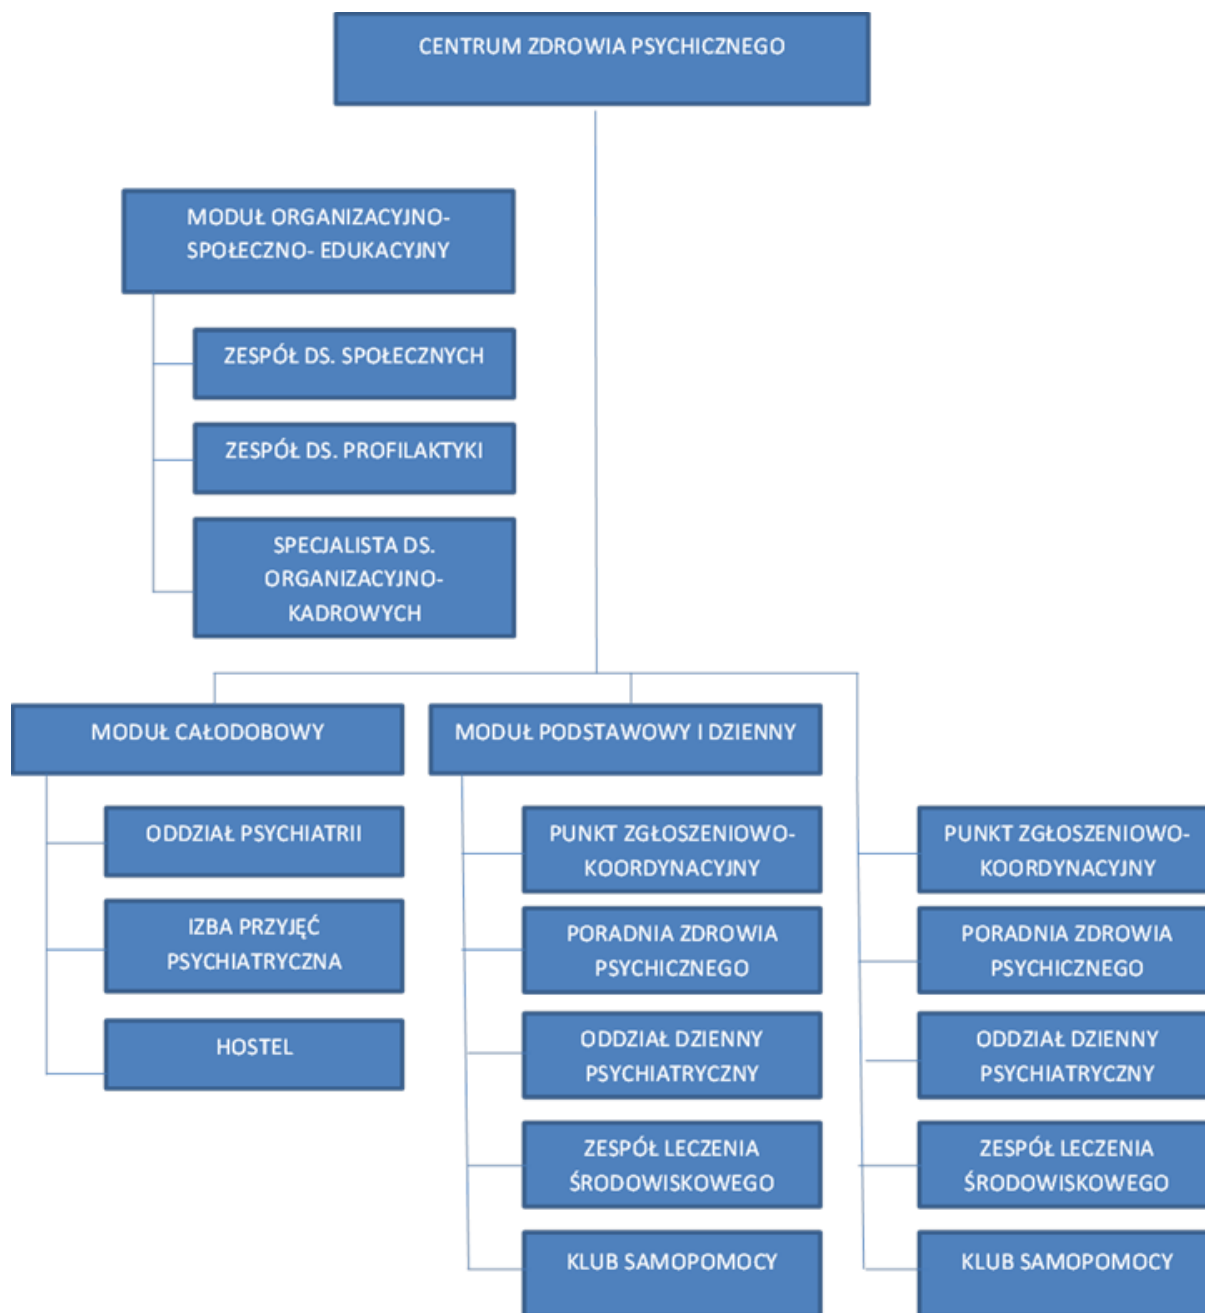 CENTRUM ZDROWIA PSYCHICZNEGO
MODUŁ ORGANIZACYJNO-
SPOŁECZNO- EDUKACYJNY
ZESPÓŁ DS. SPOŁECZNYCH
ZESPÓŁ DS. PROFILAKTYKI
SPECJALISTA DS.
ORGANIZACYJNO-
KADROWYCH
MODUŁ CAŁODOBOWY
ODDZIAŁ PSYCHIATRII
IZBA PRZYJĘĆ
PSYCHIATRYCZNA
HOSTEL
MODUŁ PODSTAWOWY I DZIENNY
PUNKT ZGŁOSZENIOWO-
KOORDYNACYJNY
PORADNIA ZDROWIA
PSYCHICZNEGO
ODDZIAŁ DZIENNY
PSYCHIATRYCZNY
ZESPÓŁ LECZENIA
ŚRODOWISKOWEGO
KLUB SAMOPOMOCY
PUNKT ZGŁOSZENIOWO-
KOORDYNACYJNY
PORADNIA ZDROWIA
PSYCHICZNEGO
ODDZIAŁ DZIENNY
PSYCHIATRYCZNY
ZESPÓŁ LECZENIA
ŚRODOWISKOWEGO
KLUB SAMOPOMOCY